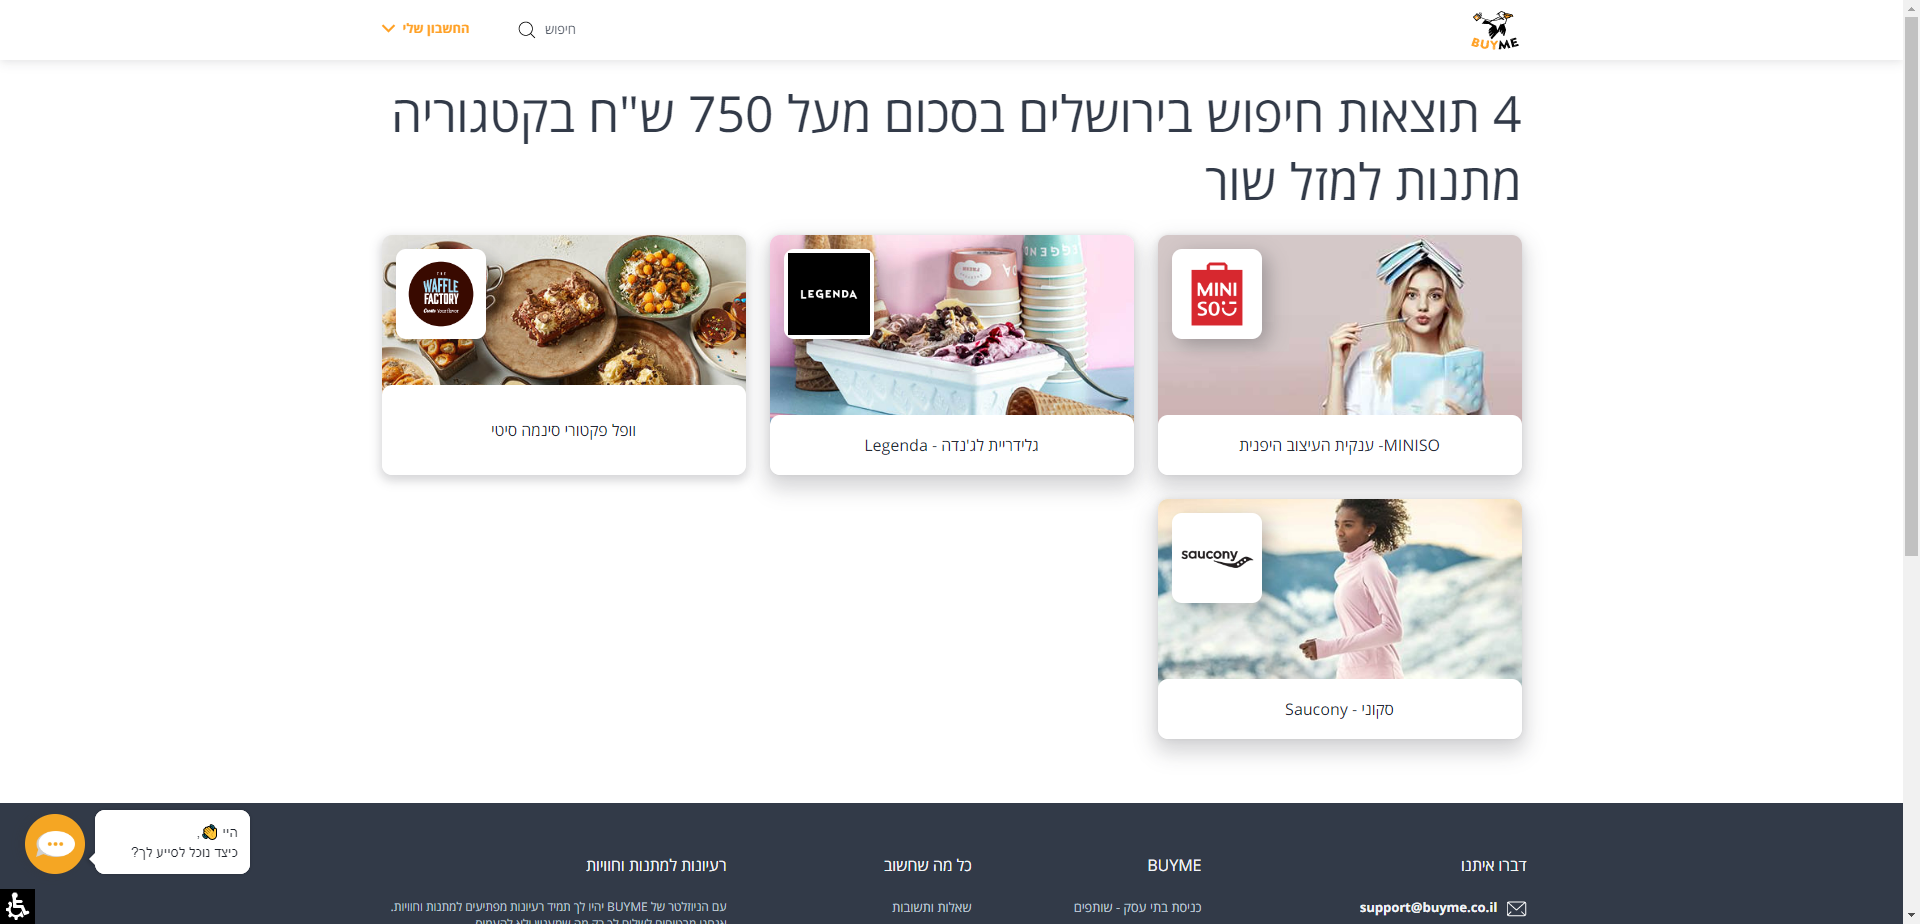 BUYME
חיפוש
החשבון שלי
4 תוצאות חיפוש בירושלים בסכום מעל 750 ש"ח בקטגוריה
מתנות למזל שור
MINI
SO
MINISO- ענקית העיצוב היפנית
LEGENDA
גלידריית לג'נדה - Legenda
THE
WAFFLE
FACTORY
Create Your flavor
וופל פקטורי סינמה סיטי
saucony
סקוני - Saucony
היי ,
כיצד נוכל לסייע לך?
דברו איתנו
support@buyme.co.il
BUYME
כניסת בתי עסק - שותפים
כל מה שחשוב
שאלות ותשובות
רעיונות למתנות וחוויות
עם הניוזלטר של BUYME יהיו לך תמיד רעיונות מפתיעים למתנות וחוויות.